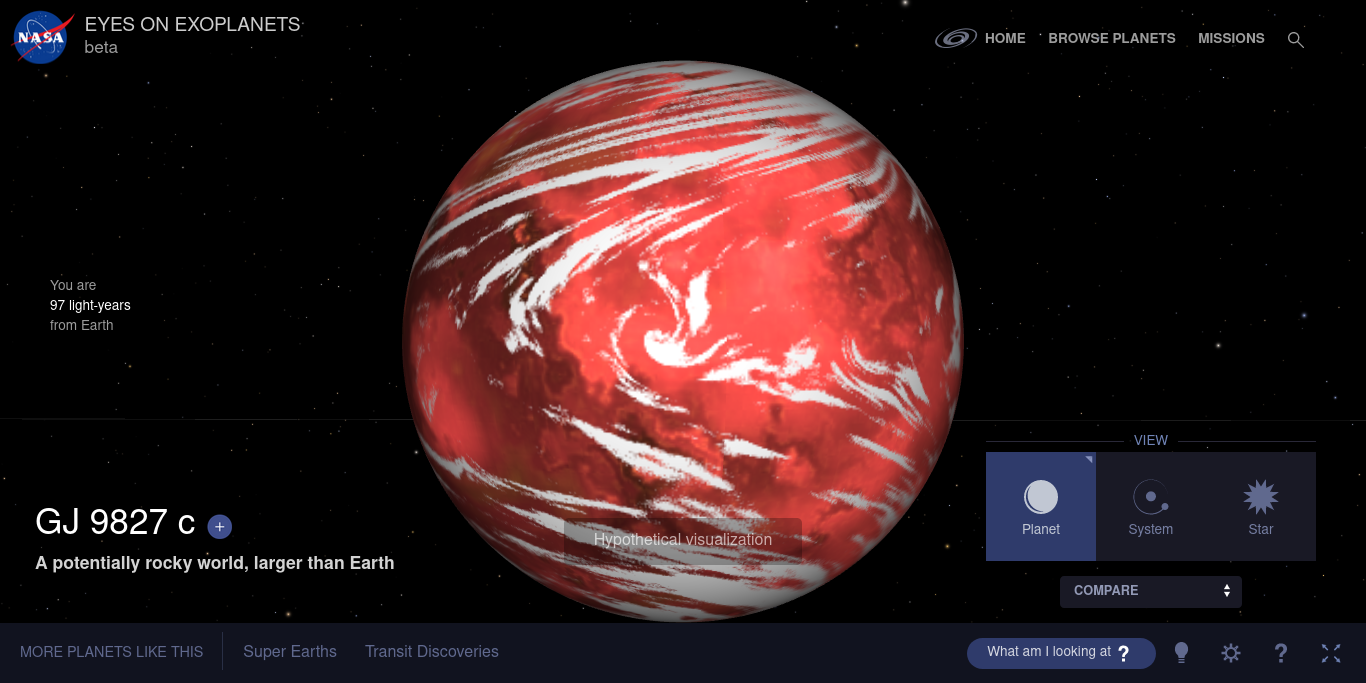 NASA
EYES ON EXOPLANETS
beta
HOME
BROWSE PLANETS
MISSIONS
You are
97 light-years
from Earth
GJ 9827 c +
A potentially rocky world, larger than Earth
Hypothetical visualization
VIEW
Planet
System
Star
COMPARE
MORE PLANETS LIKE THIS
Super Earths
Transit Discoveries
What am I looking at ?
?